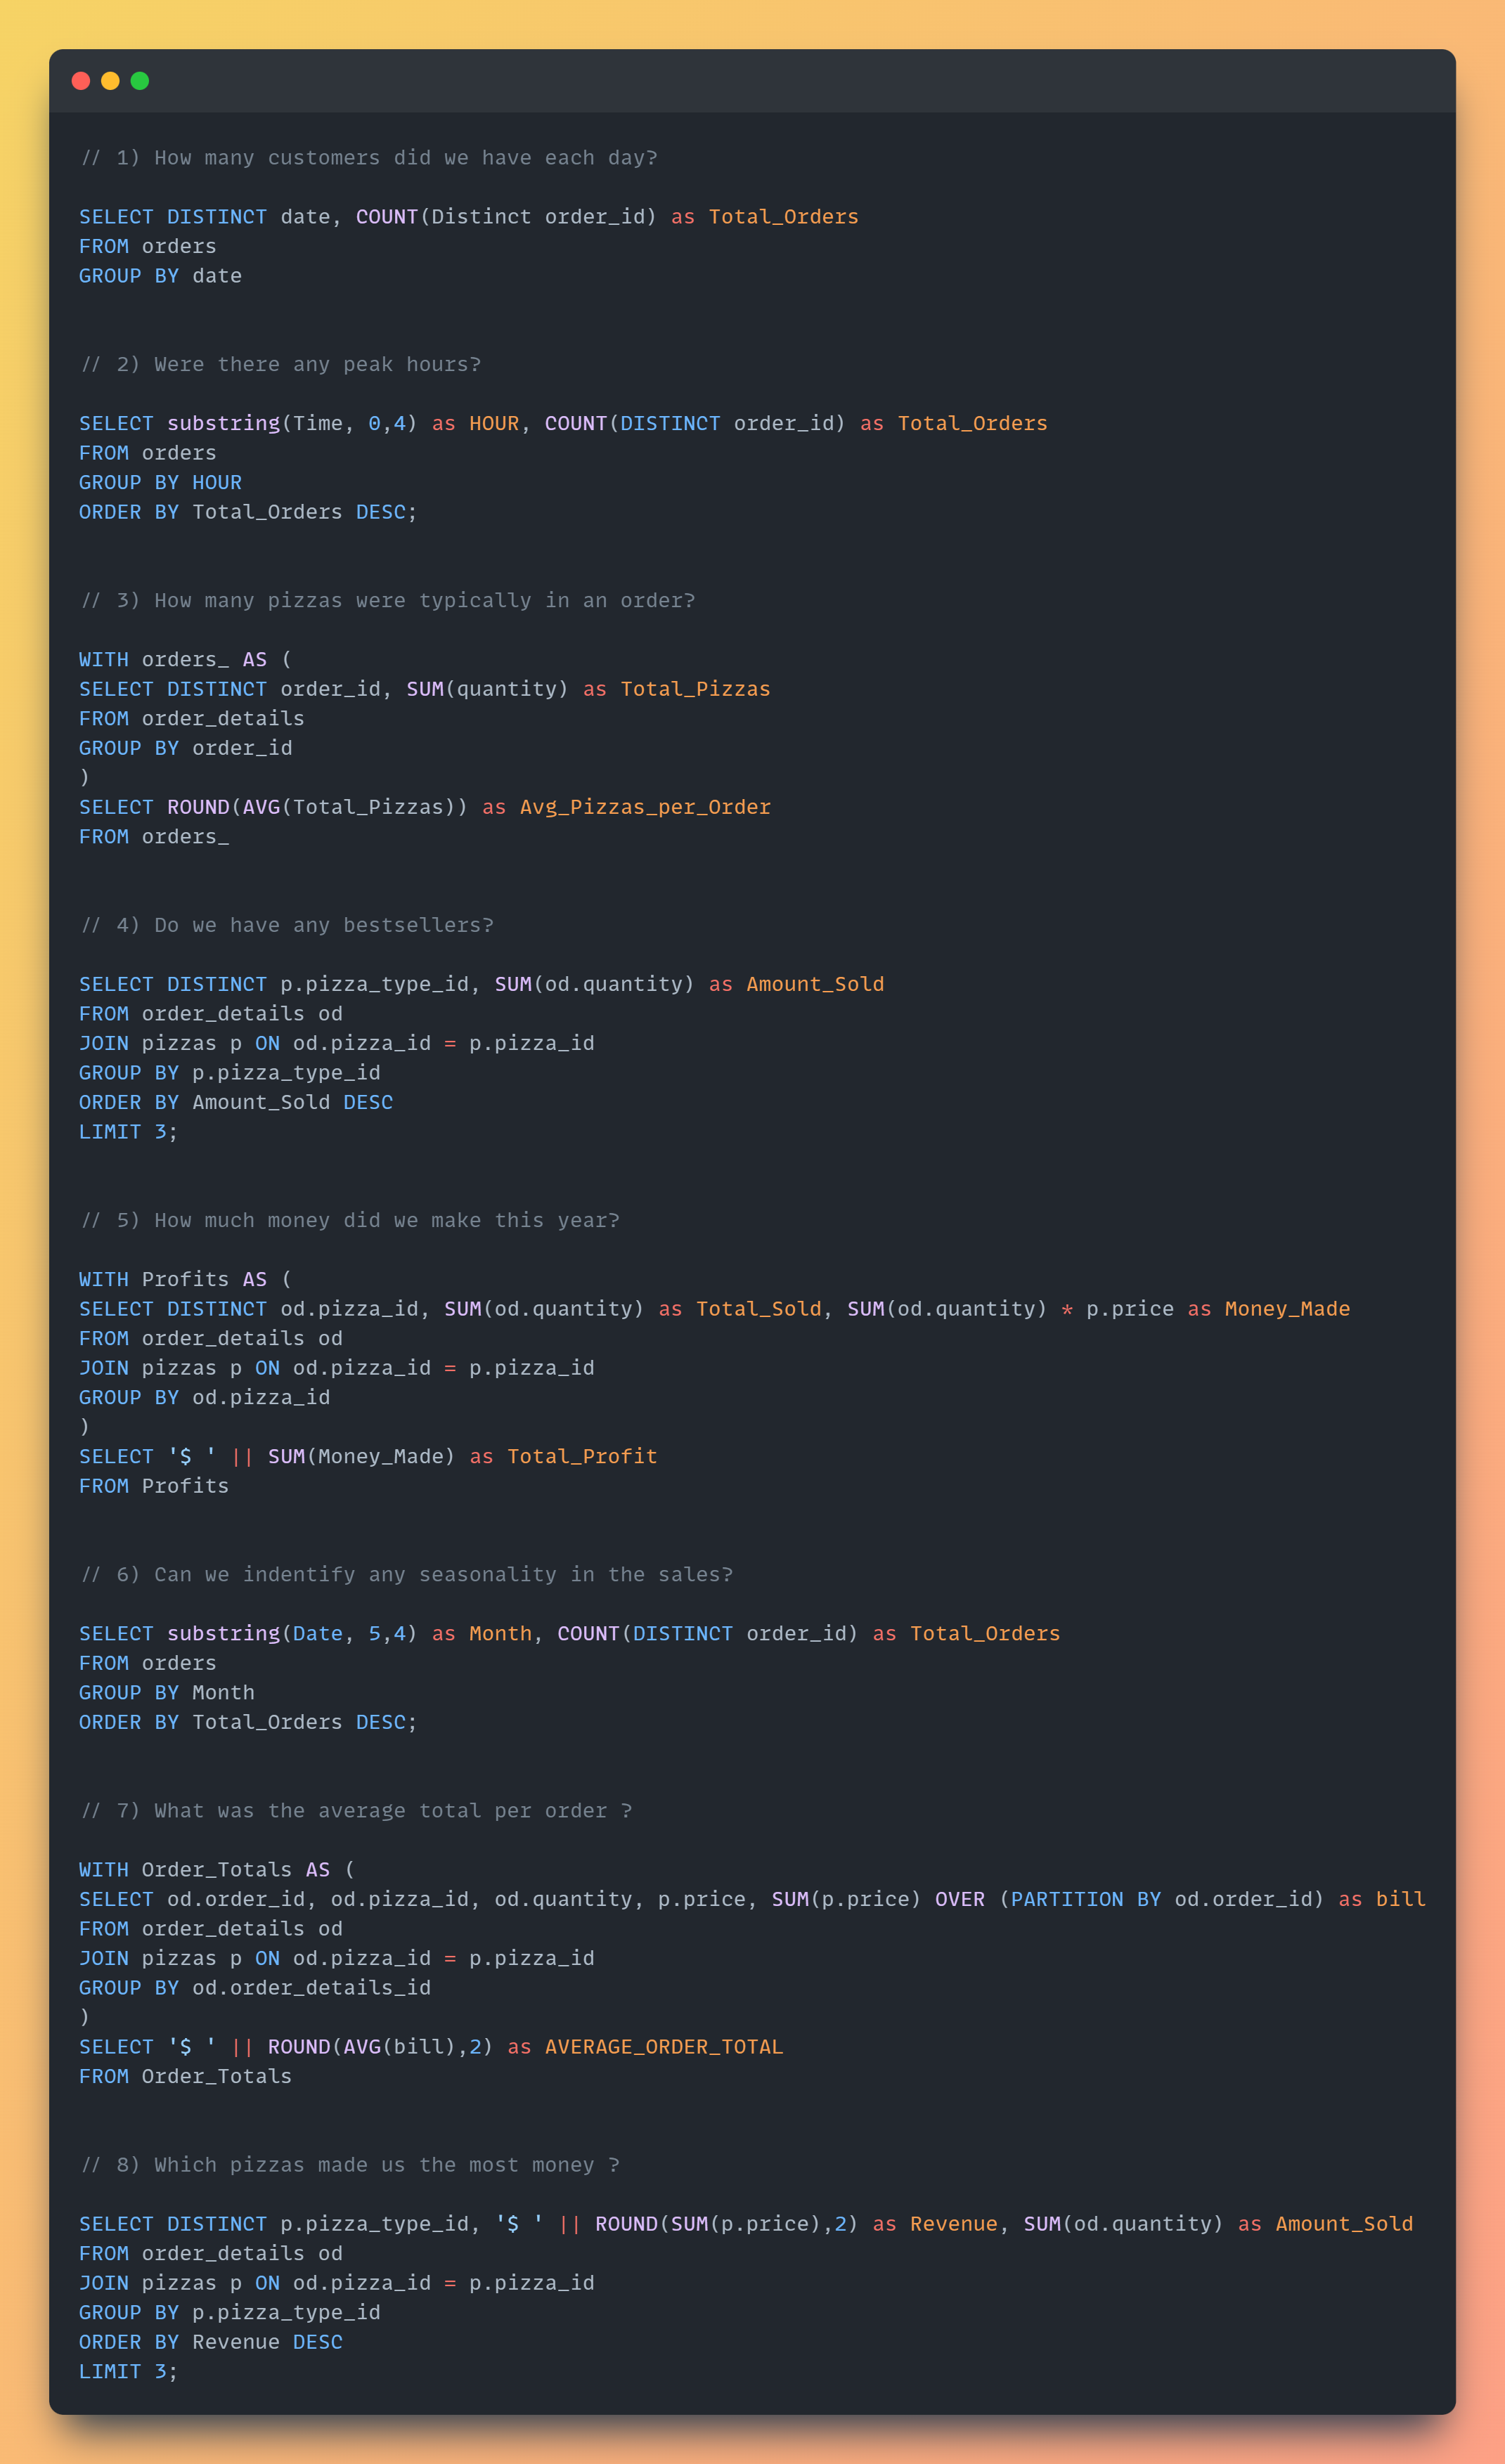 // 1) How many customers did we have each day?
SELECT DISTINCT date, COUNT(Distinct order_id) as Total_Orders
FROM orders
GROUP BY date
// 2) Were there any peak hours?
SELECT substring(Time, 0,4) as HOUR, COUNT(DISTINCT order_id) as Total_Orders
FROM orders
GROUP BY HOUR
ORDER BY Total_Orders DESC;
// 3) How many pizzas were typically in an order?
WITH orders_ AS (
SELECT DISTINCT order_id, SUM(quantity) as Total_Pizzas
FROM order_details
GROUP BY order_id
)
SELECT ROUND(AVG(Total_Pizzas)) as Avg_Pizzas_per_Order
FROM orders_
// 4) Do we have any bestsellers?
SELECT DISTINCT p.pizza_type_id, SUM(od.quantity) as Amount_Sold
FROM order_details od
JOIN pizzas p ON od.pizza_id = p.pizza_id
GROUP BY p.pizza_type_id
ORDER BY Amount_Sold DESC
LIMIT 3;
// 5) How much money did we make this year?
WITH Profits AS (
SELECT DISTINCT od.pizza_id, SUM(od.quantity) as Total_Sold, SUM(od.quantity) * p.price as Money_Made
FROM order_details od
JOIN pizzas p ON od.pizza_id = p.pizza_id
GROUP BY od.pizza_id
)
SELECT '$ ' || SUM(Money_Made) as Total_Profit
FROM Profits
// 6) Can we indentify any seasonality in the sales?
SELECT substring(Date, 5,4) as Month, COUNT(DISTINCT order_id) as Total_Orders
FROM orders
GROUP BY Month
ORDER BY Total_Orders DESC;
// 7) What was the average total per order ?
WITH Order_Totals AS (
SELECT od.order_id, od.pizza_id, od.quantity, p.price, SUM(p.price) OVER (PARTITION BY od.order_id) as bill
FROM order_details od
JOIN pizzas p ON od.pizza_id = p.pizza_id
GROUP BY od.order_details_id
)
SELECT '$ ' || ROUND(AVG(bill),2) as AVERAGE_ORDER_TOTAL
FROM Order_Totals
// 8) Which pizzas made us the most money ?
SELECT DISTINCT p.pizza_type_id, '$ ' || ROUND(SUM(p.price),2) as Revenue, SUM(od.quantity) as Amount_Sold
FROM order_details od
JOIN pizzas p ON od.pizza_id = p.pizza_id
GROUP BY p.pizza_type_id
ORDER BY Revenue DESC
LIMIT 3;